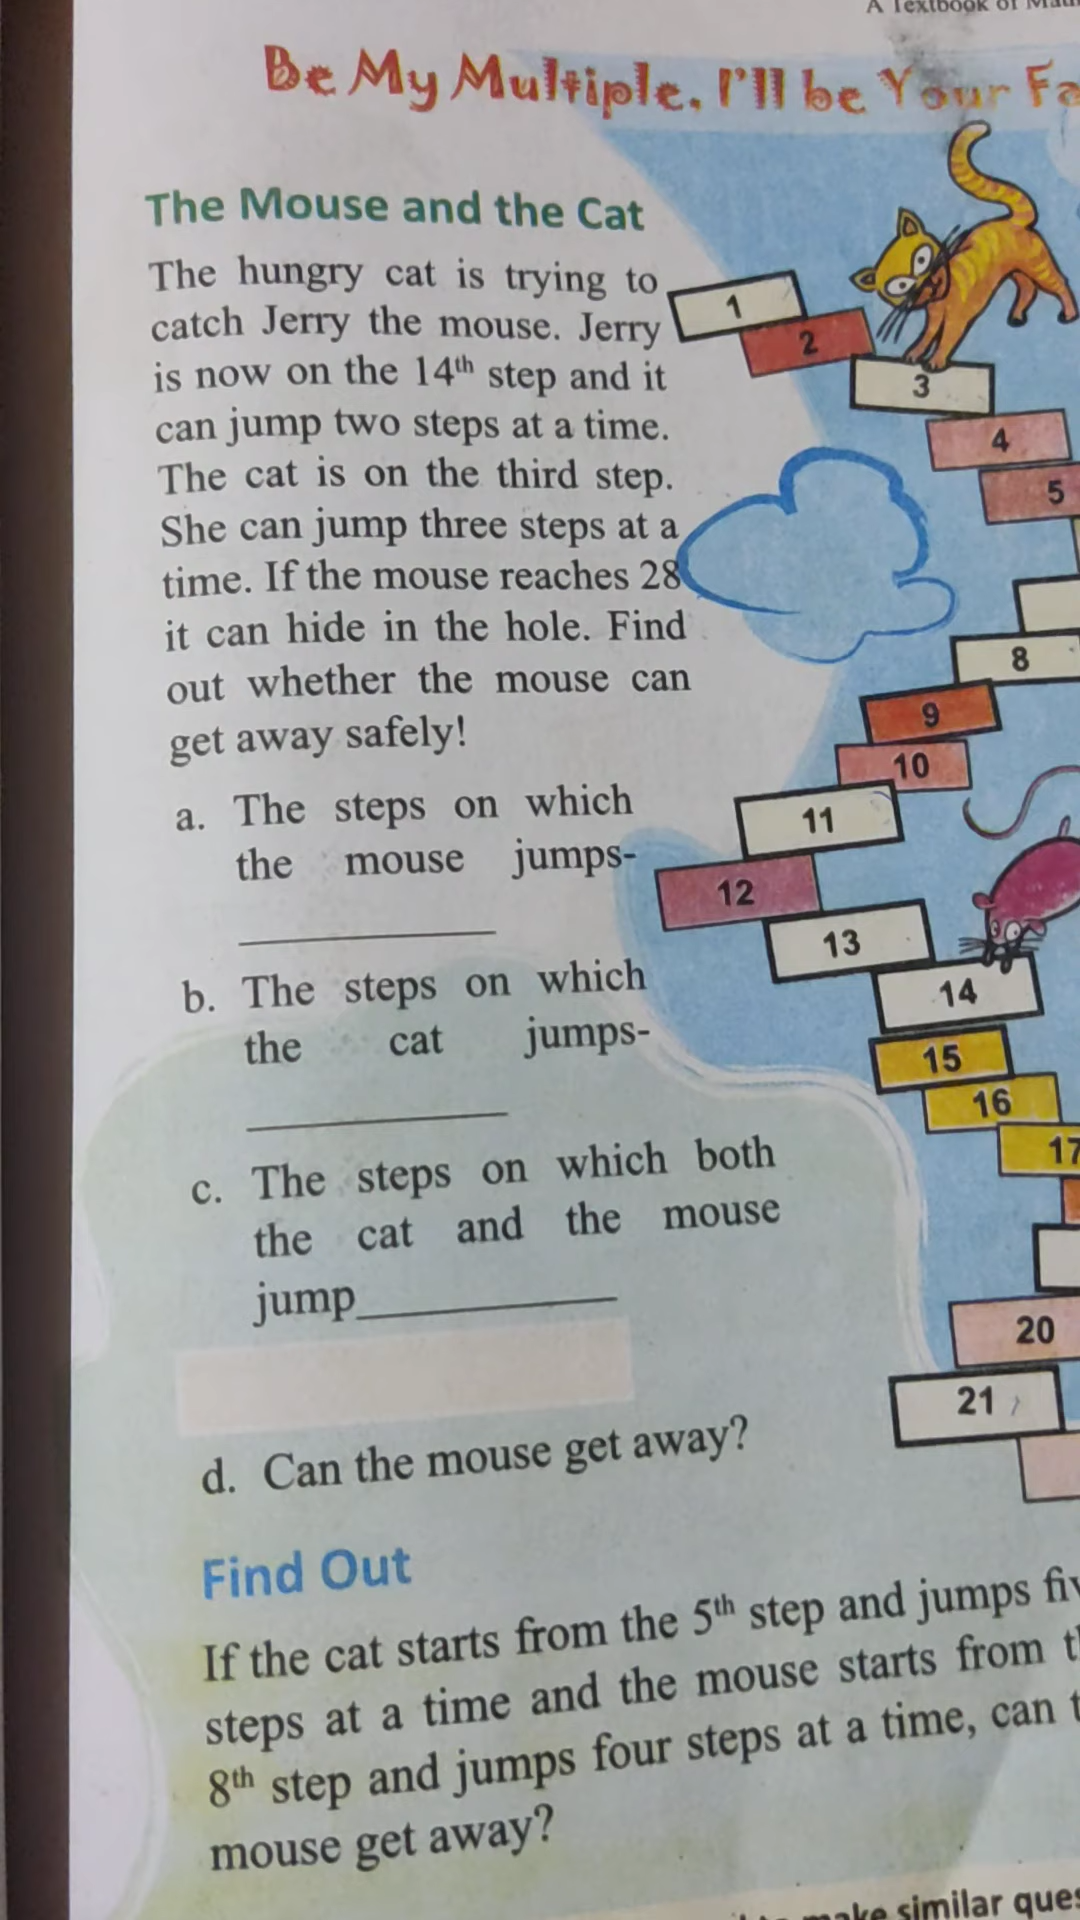 A Textbook of
Be My Multiple, I'll be Your
The Mouse and the Cat
The hungry cat is trying to
catch Jerry the mouse. Jerry
is now on the 14th step and it
can jump two steps at a time.
The cat is on the third step.
She can jump three steps at a
time. If the mouse reaches 28
it can hide in the hole. Find
out whether the mouse can
get away safely!
a. The steps on which
the mouse jumps-
b. The steps on which
the cat jumps-
c. The steps on which both
the cat and the mouse
jump
d. Can the mouse get away?
1
2
3
4
5
8
9
10
11
12
13
14
15
16
17
20
21
Find Out
If the cat starts from the 5th step and jumps
steps at a time and the mouse starts from
8th step and jumps four steps at a time, can
mouse get away?
make similar